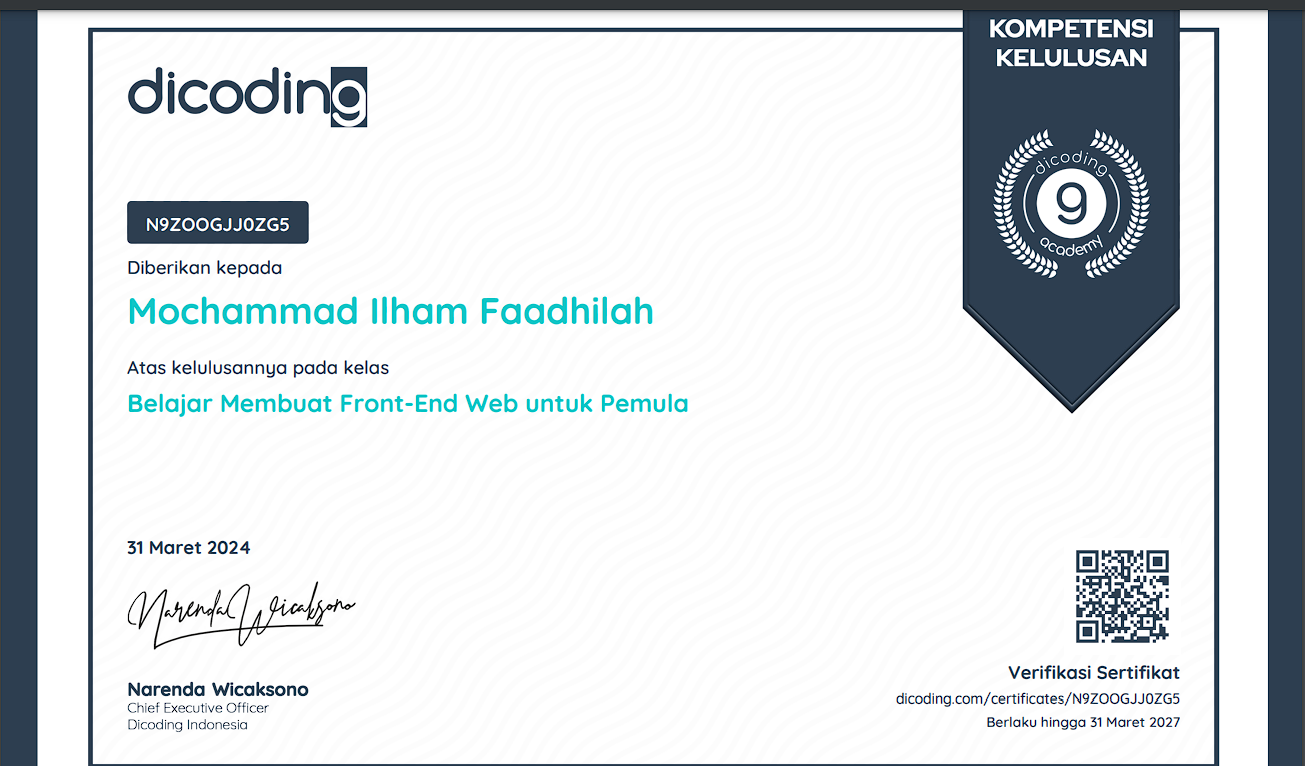 KOMPETENSI
KELULUSAN
dicoding
dicoding
9
academy
N9ZOOGJJ0ZG5
Diberikan kepada
Mochammad Ilham Faadhilah
Atas kelulusannya pada kelas
Belajar Membuat Front-End Web untuk Pemula
31 Maret 2024
Narenda Wicaksono
Narenda Wicaksono
Chief Executive Officer
Dicoding Indonesia
Verifikasi Sertifikat
dicoding.com/certificates/N9ZOOGJJ0ZG5
Berlaku hingga 31 Maret 2027